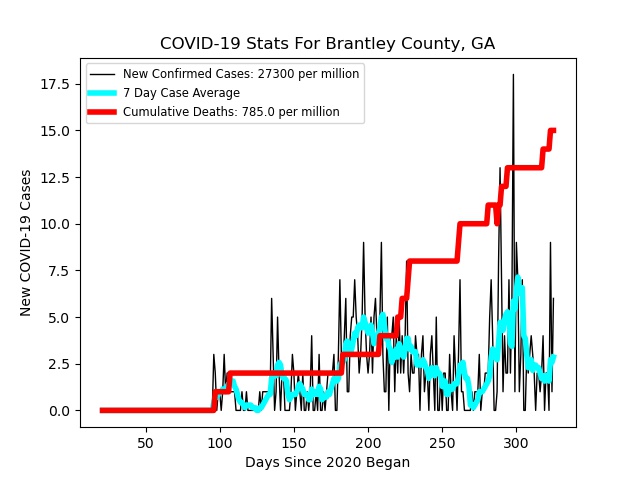 COVID-19 Stats For Brantley County, GA
New Confirmed Cases: 27300 per million
7 Day Case Average
Cumulative Deaths: 785.0 per million
17.5
15.0
12.5
10.0
7.5
5.0
2.5
0.0
New COVID-19 Cases
50
100
150
200
250
300
Days Since 2020 Began